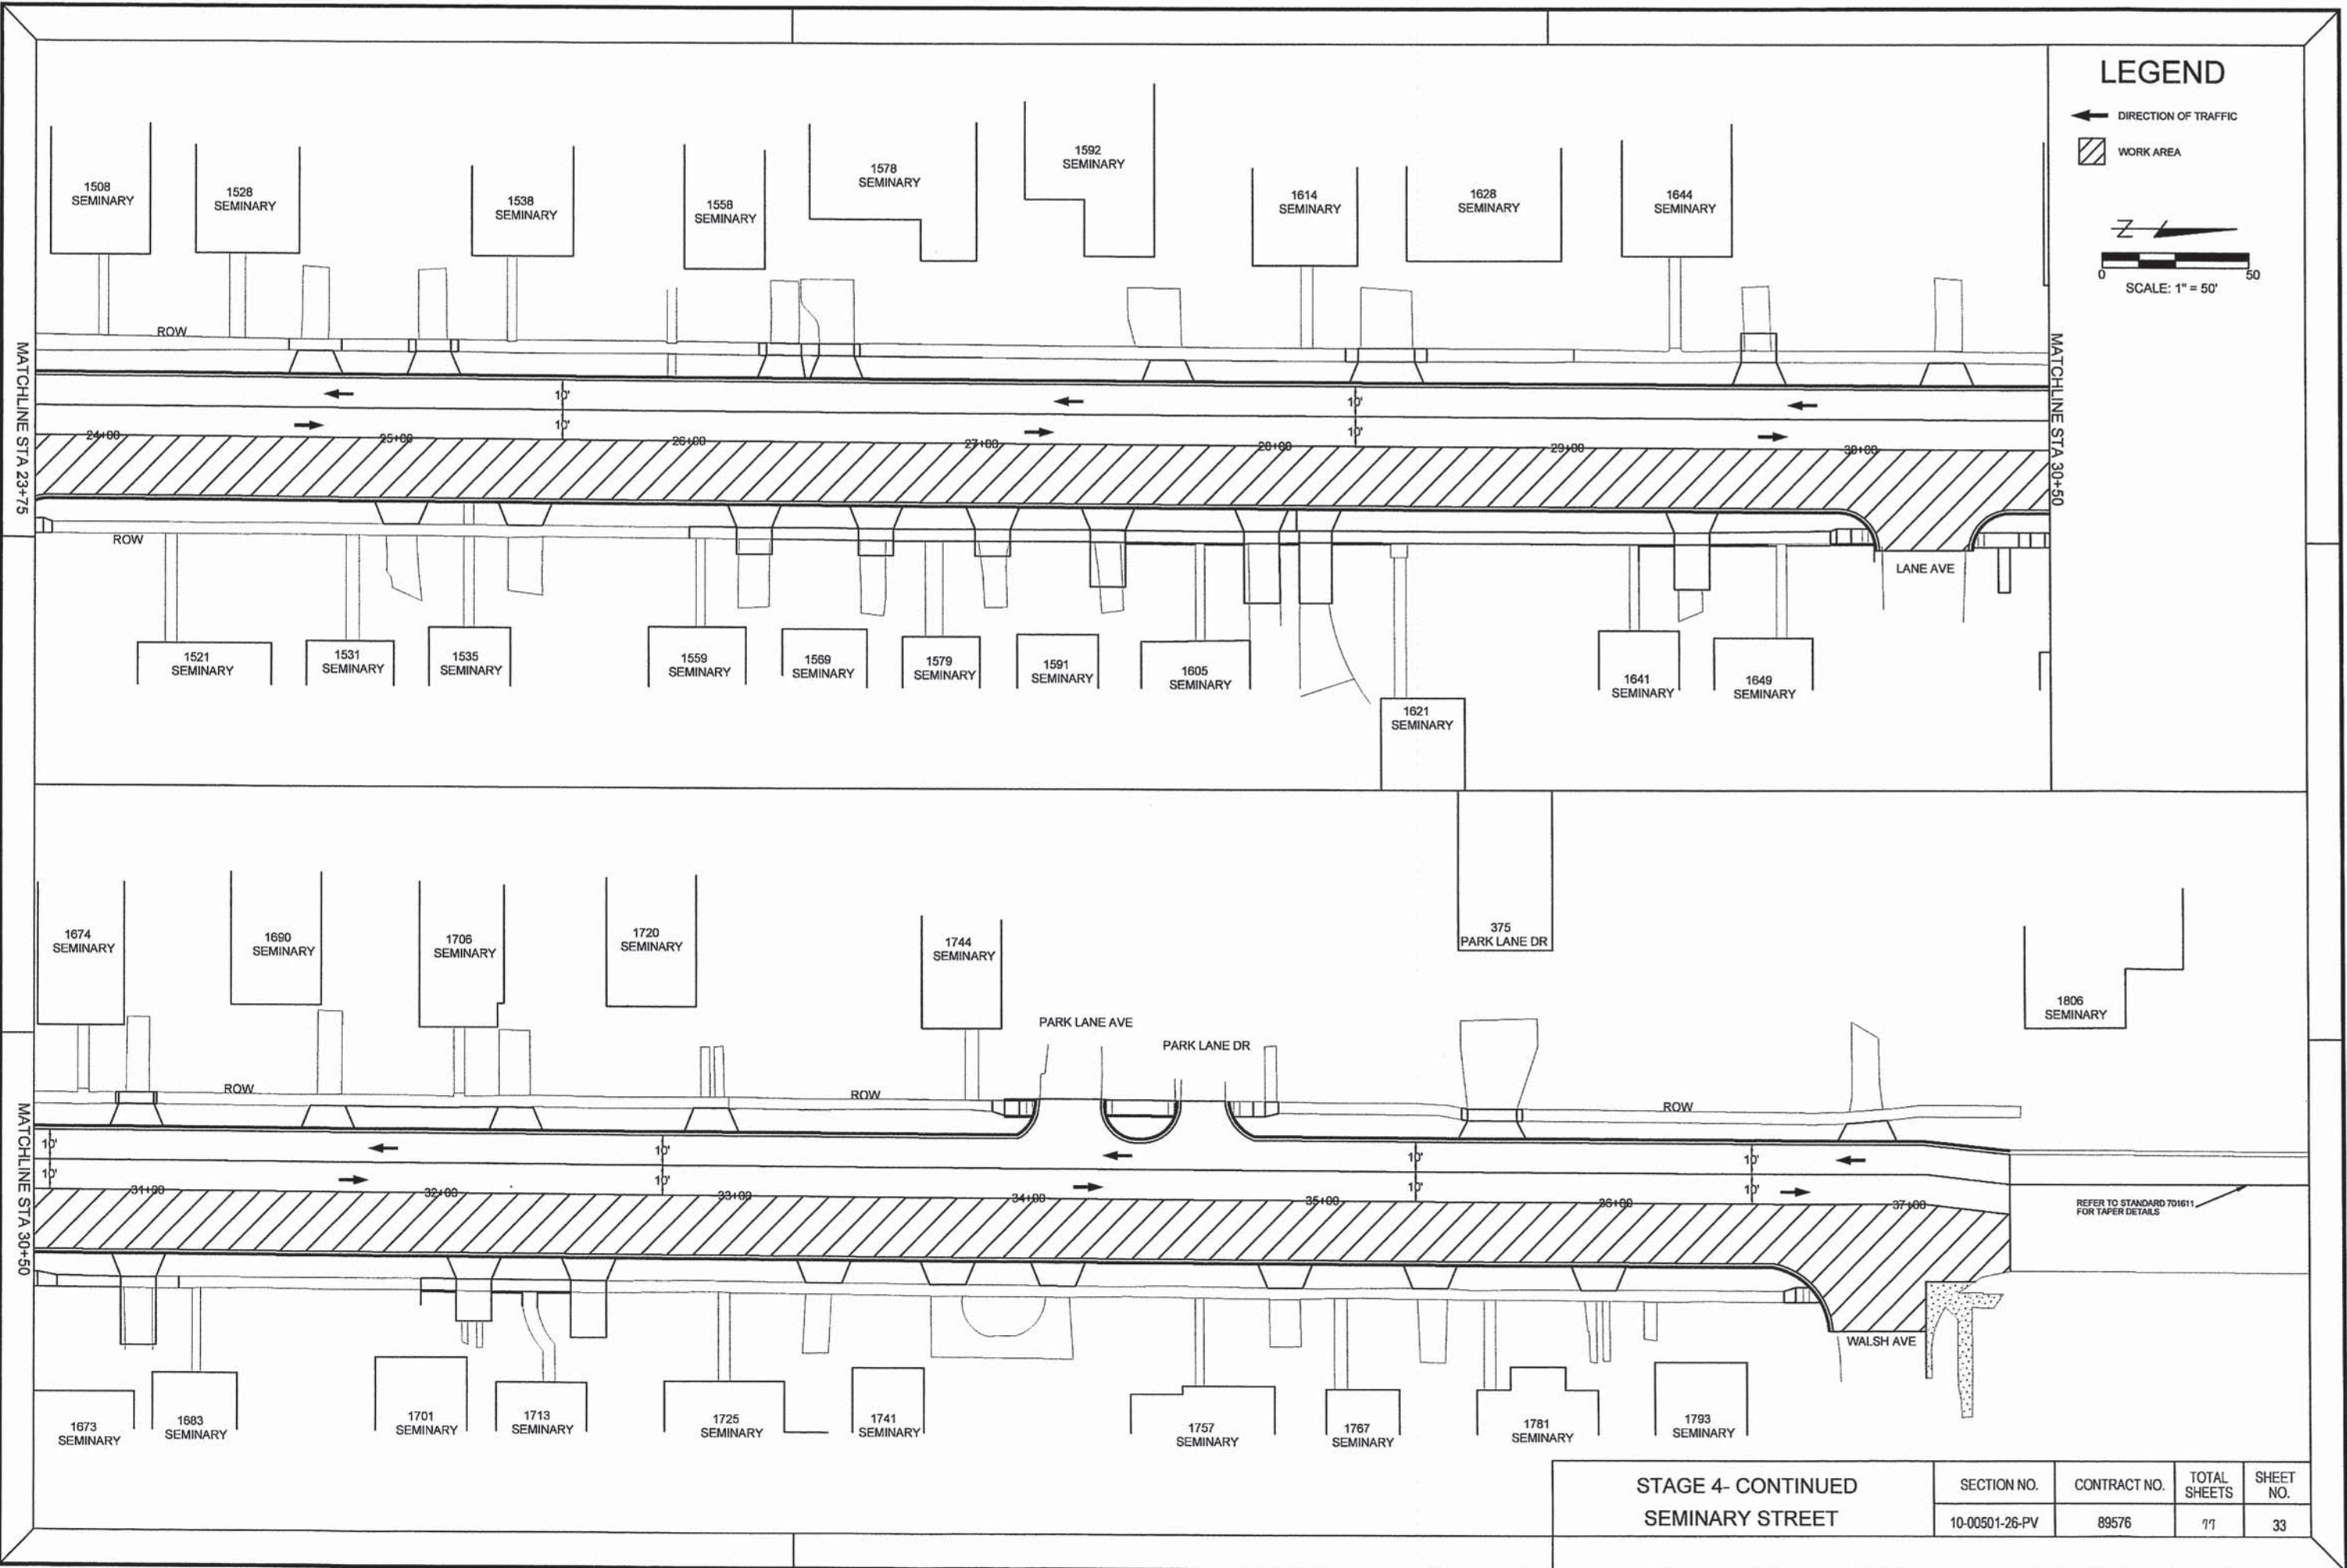 LEGEND
DIRECTION OF TRAFFIC
WORK AREA
Z
0 50
SCALE: 1" = 50'
MATCHLINE STA 23+75
MATCHLINE STA 30+50
1508
SEMINARY
1528
SEMINARY
1538
SEMINARY
1558
SEMINARY
1578
SEMINARY
1592
SEMINARY
1614
SEMINARY
1628
SEMINARY
1644
SEMINARY
ROW
10'
10'
10'
10'
24+00
25+00
26+00
27+00
28+00
29+00
30+00
ROW
LANE AVE
1521
SEMINARY
1531
SEMINARY
1535
SEMINARY
1559
SEMINARY
1569
SEMINARY
1579
SEMINARY
1591
SEMINARY
1605
SEMINARY
1621
SEMINARY
1641
SEMINARY
1649
SEMINARY
MATCHLINE STA 30+50
1674
SEMINARY
1690
SEMINARY
1706
SEMINARY
1720
SEMINARY
1744
SEMINARY
375
PARK LANE DR
1806
SEMINARY
PARK LANE AVE
PARK LANE DR
ROW
ROW
ROW
10'
10'
10'
10'
10'
10'
10'
10'
31+00
32+00
33+00
34+00
35+00
36+00
37+00
REFER TO STANDARD 701611
FOR TAPER DETAILS
WALSH AVE
1673
SEMINARY
1683
SEMINARY
1701
SEMINARY
1713
SEMINARY
1725
SEMINARY
1741
SEMINARY
1757
SEMINARY
1767
SEMINARY
1781
SEMINARY
1793
SEMINARY
STAGE 4- CONTINUED
SEMINARY STREET
SECTION NO. CONTRACT NO. TOTAL SHEETS SHEET NO.
10-00501-26-PV 89576 77 33